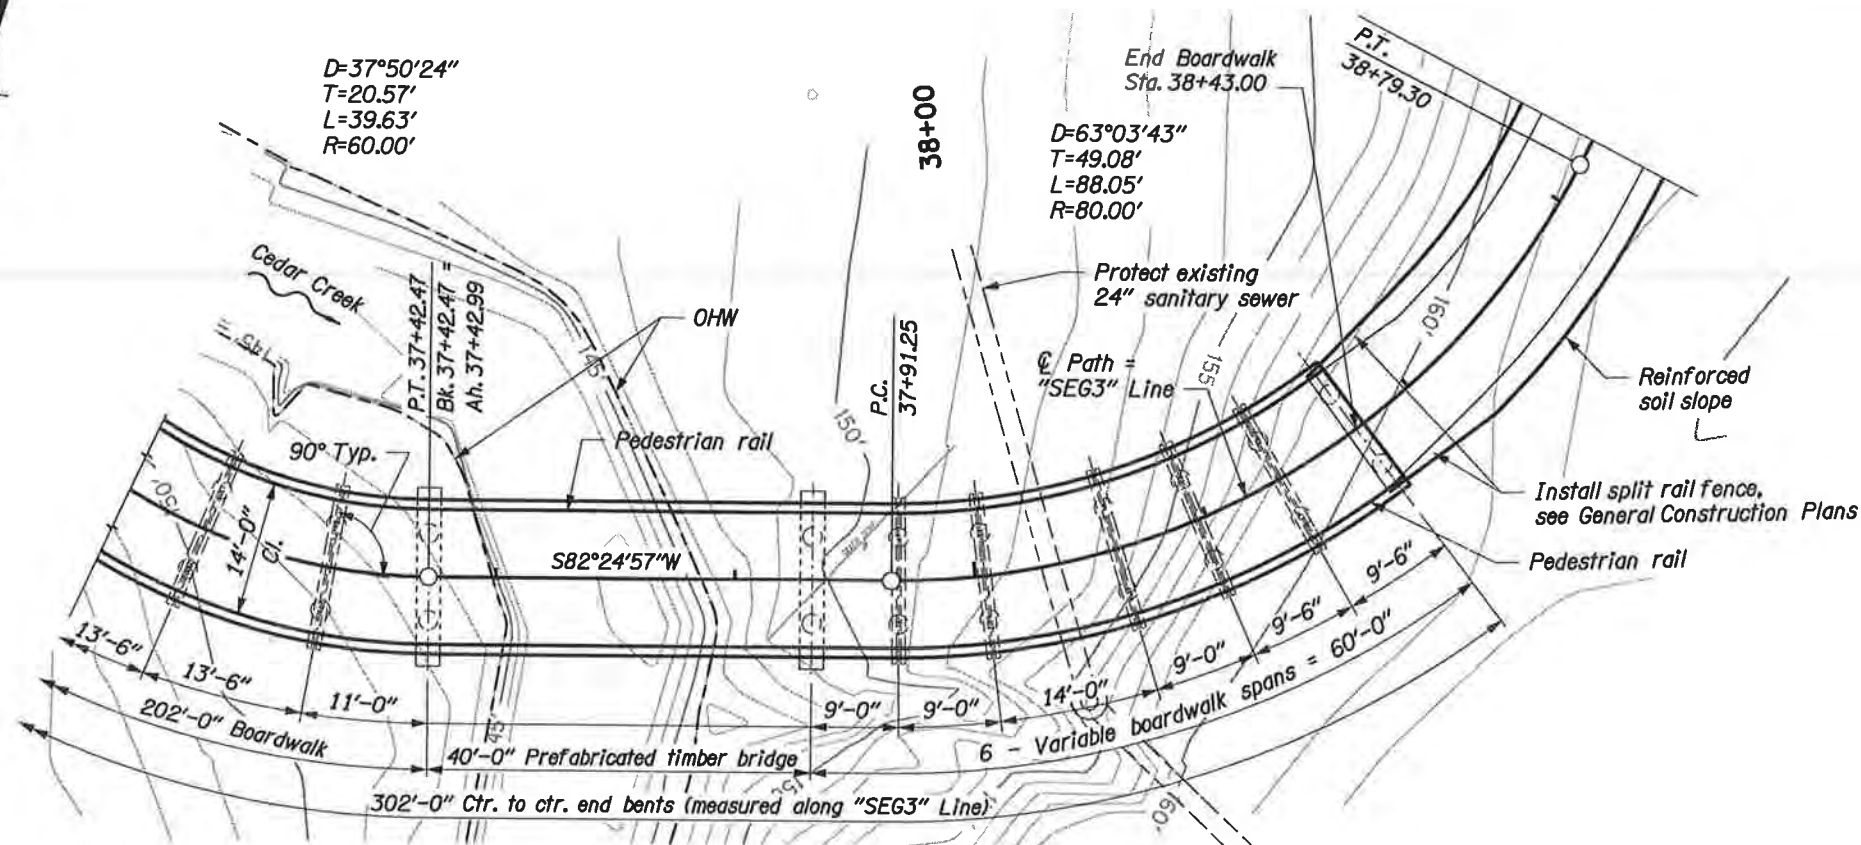 D=37°50'24"
T=20.57'
L=39.63'
R=60.00'
38+00
End Boardwalk
Sta. 38+43.00
P.T.
38+79.30
D=63°03'43"
T=49.08'
L=88.05'
R=80.00'
Cedar Creek
P.T. 37+42.47
Bk. 37+42.47 =
Ah. 37+42.99
OHW
145'
145'
Protect existing
24" sanitary sewer
P.C.
37+91.25
℄ Path =
"SEG3" Line
155'
160'
Reinforced
soil slope
150'
90° Typ.
Pedestrian rail
14'-0"
Cl.
S82°24'57"W
Install split rail fence,
see General Construction Plans
Pedestrian rail
13'-6"
13'-6"
11'-0"
9'-0"
9'-0"
14'-0"
9'-0"
9'-6"
9'-6"
202'-0" Boardwalk
40'-0" Prefabricated timber bridge
6 - Variable boardwalk spans = 60'-0"
145'
302'-0" Ctr. to ctr. end bents (measured along "SEG3" Line)
160'